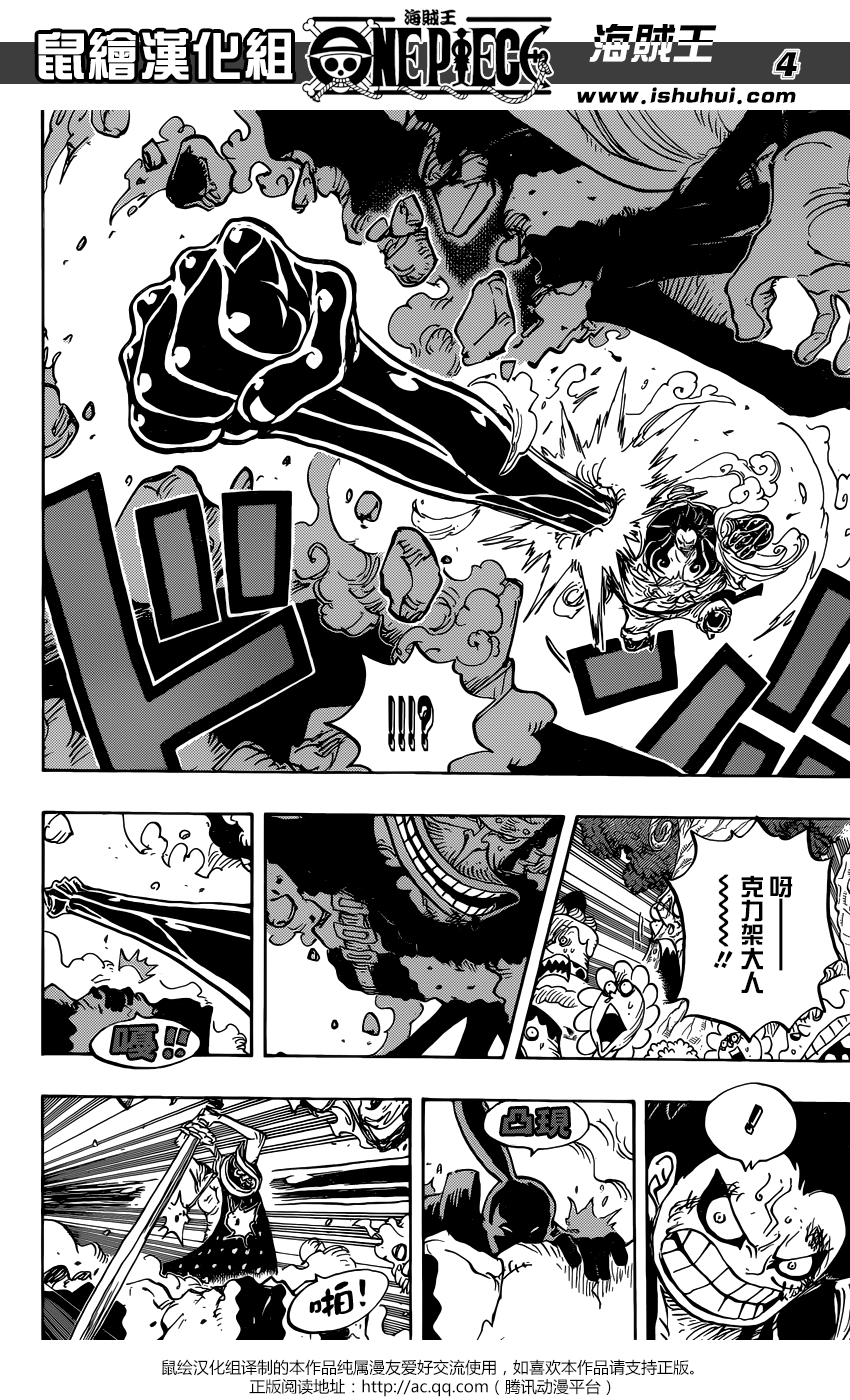 鼠繪漢化組
海賊王
ONE PIECE
海賊王
4
www.ishuhui.com
ドドッ
!!!?
呀——
克力架大人
～～～!!
嘎!!
!
凸現
啪!
鼠绘汉化组译制的本作品纯属漫友爱好交流使用，如喜欢本作品请支持正版。
正版阅读地址：http://ac.qq.com（腾讯动漫平台）